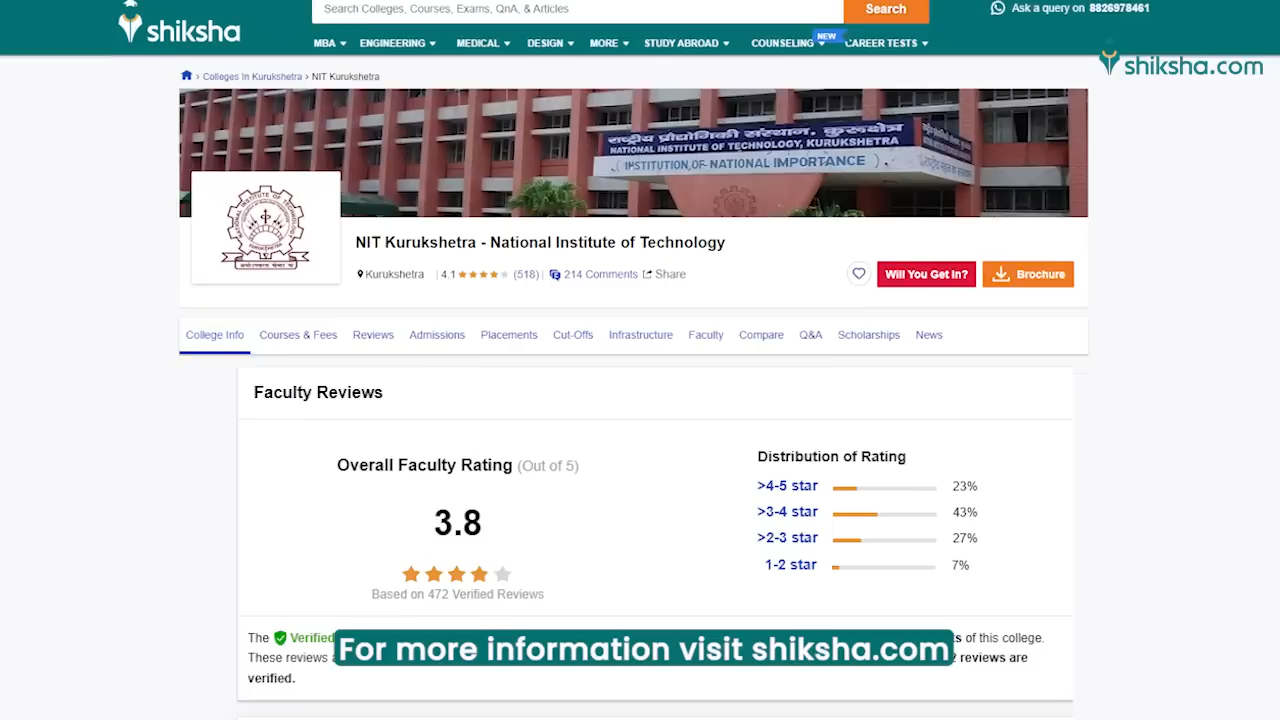 shiksha
Search Colleges, Courses, Exams, QnA, & Articles
Search
Ask a query on 8826978461
MBA
ENGINEERING
MEDICAL
DESIGN
MORE
STUDY ABROAD
COUNSELING
NEW
CAREER TESTS
shiksha.com
› Colleges In Kurukshetra › NIT Kurukshetra
राष्ट्रीय प्रौद्योगिकी संस्थान, कुरुक्षेत्र
NATIONAL INSTITUTE OF TECHNOLOGY, KURUKSHETRA
( INSTITUTION OF NATIONAL IMPORTANCE )
NIT Kurukshetra - National Institute of Technology
Kurukshetra | 4.1 (518) | 214 Comments Share
Will You Get In?
Brochure
College Info Courses & Fees Reviews Admissions Placements Cut-Offs Infrastructure Faculty Compare Q&A Scholarships News
Faculty Reviews
Overall Faculty Rating (Out of 5)
3.8
Based on 472 Verified Reviews
Distribution of Rating
>4-5 star 23%
>3-4 star 43%
>2-3 star 27%
1-2 star 7%
The Verified of this college.
These reviews reviews are
verified.
For more information visit shiksha.com